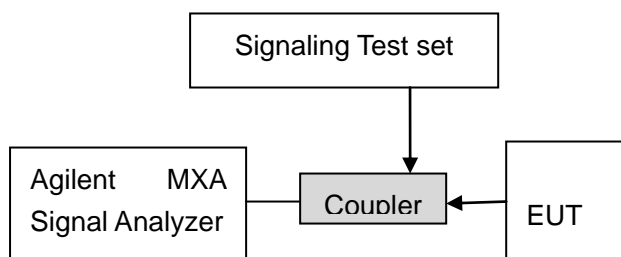 Signaling Test set
Agilent MXA
Signal Analyzer
Coupler
EUT